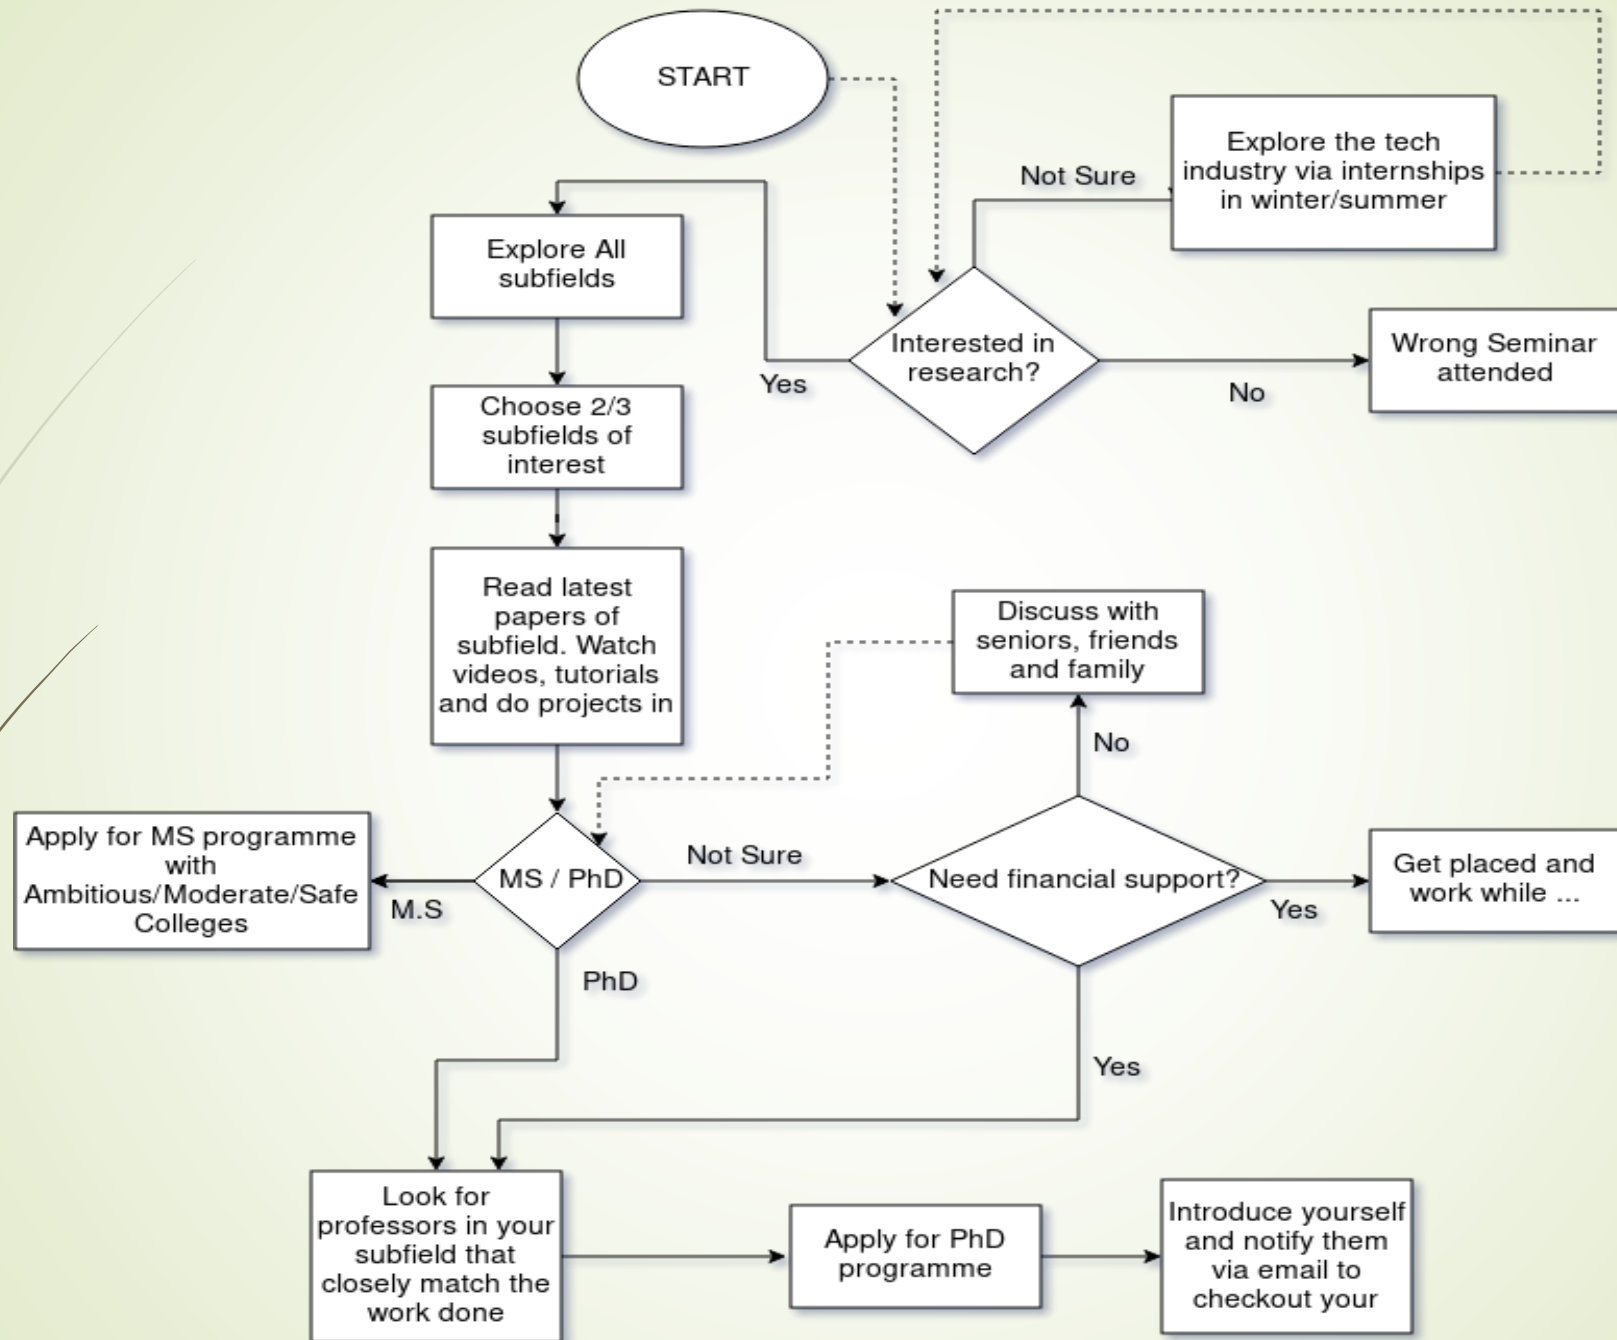 START
Explore the tech
industry via internships
in winter/summer
Not Sure
Explore All
subfields
Interested in
research?
Wrong Seminar
attended
Yes
No
Choose 2/3
subfields of
interest
Read latest
papers of
subfield. Watch
videos, tutorials
and do projects in
Discuss with
seniors, friends
and family
No
Apply for MS programme
with
Ambitious/Moderate/Safe
Colleges
M.S
MS / PhD
Not Sure
Need financial support?
Yes
Get placed and
work while ...
PhD
Yes
Look for
professors in your
subfield that
closely match the
work done
Apply for PhD
programme
Introduce yourself
and notify them
via email to
checkout your